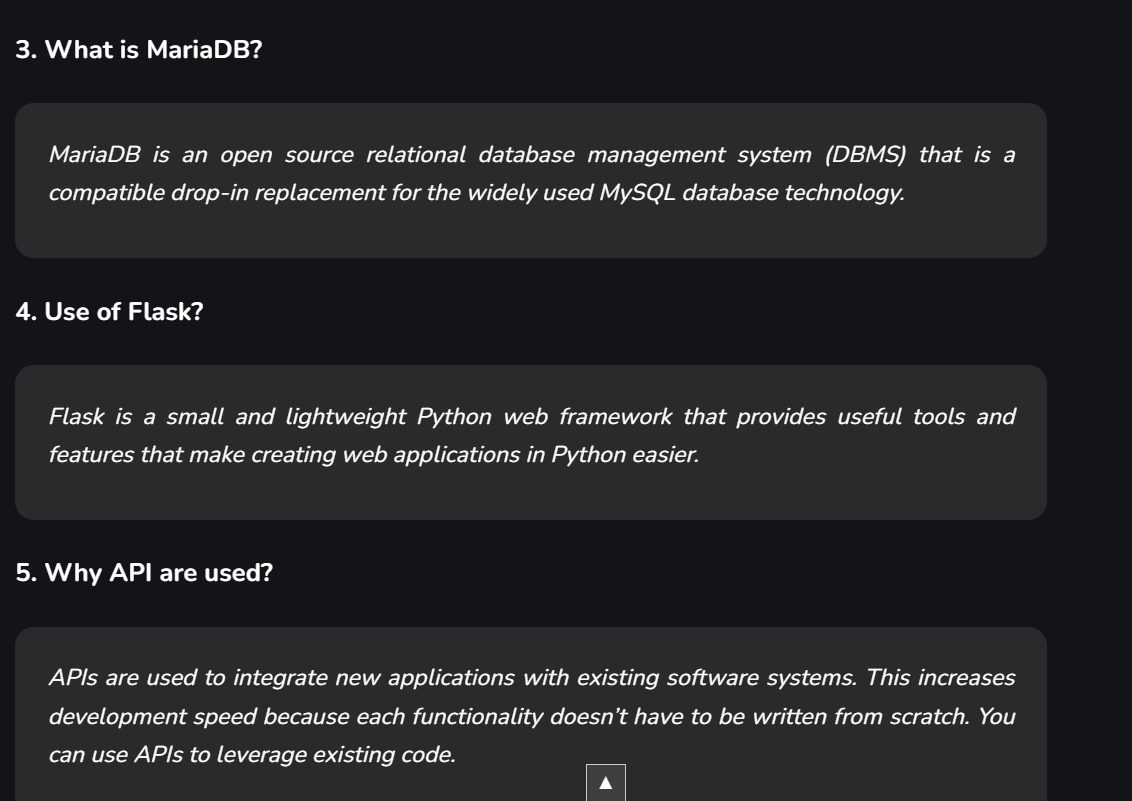 3. What is MariaDB?
MariaDB is an open source relational database management system (DBMS) that is a
compatible drop-in replacement for the widely used MySQL database technology.
4. Use of Flask?
Flask is a small and lightweight Python web framework that provides useful tools and
features that make creating web applications in Python easier.
5. Why API are used?
APIs are used to integrate new applications with existing software systems. This increases
development speed because each functionality doesn’t have to be written from scratch. You
can use APIs to leverage existing code.
▲